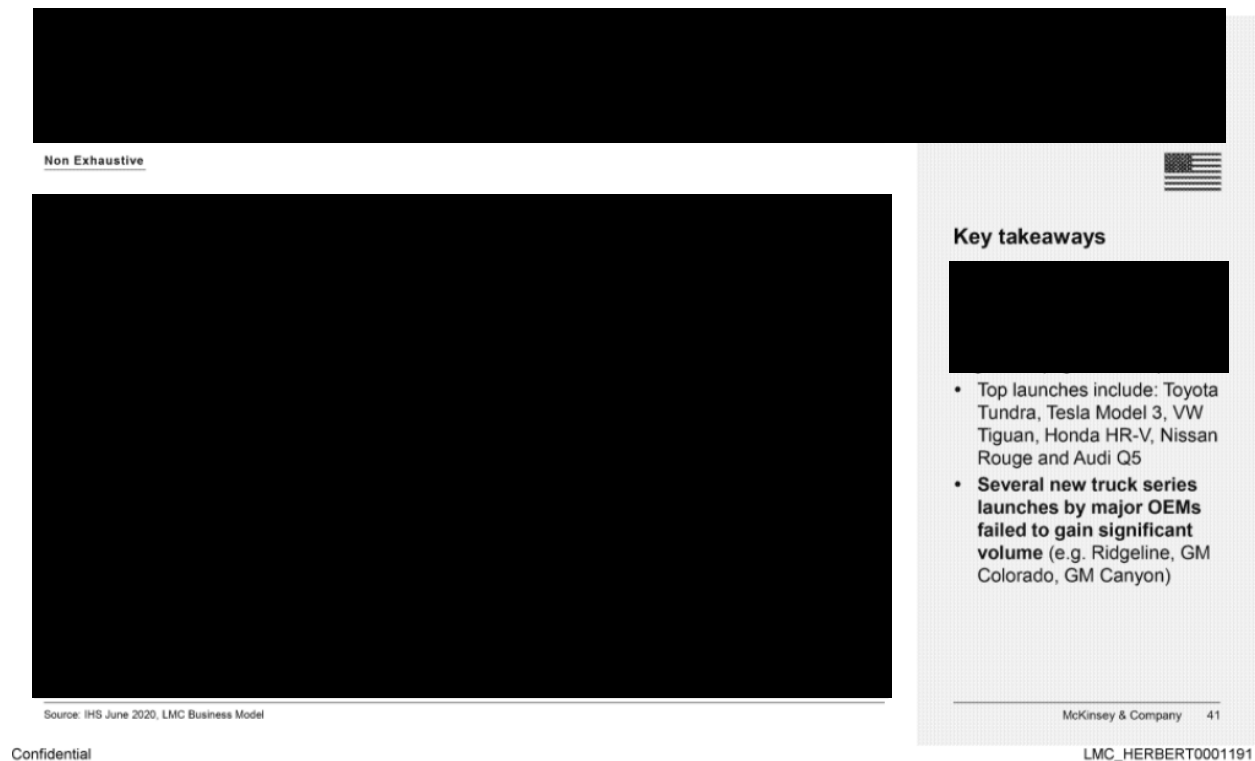 Non Exhaustive
Key takeaways
• Top launches include: Toyota
Tundra, Tesla Model 3, VW
Tiguan, Honda HR-V, Nissan
Rouge and Audi Q5
• Several new truck series
launches by major OEMs
failed to gain significant
volume (e.g. Ridgeline, GM
Colorado, GM Canyon)
Source: IHS June 2020, LMC Business Model
McKinsey & Company 41
Confidential
LMC_HERBERT0001191